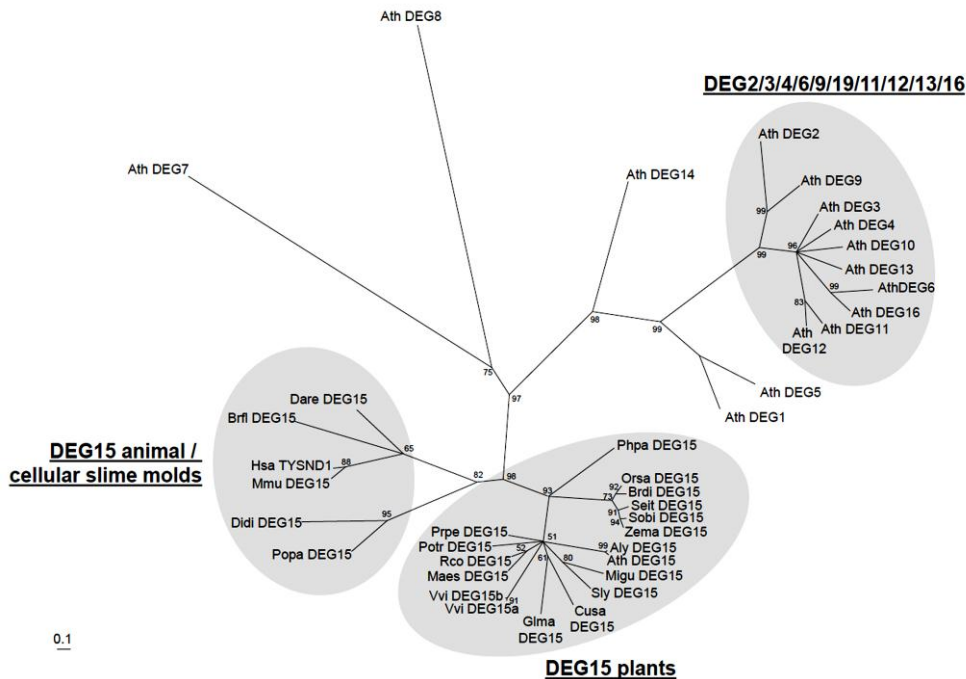 Ath DEG8
DEG2/3/4/6/9/19/11/12/13/16
Ath DEG2
Ath DEG7
Ath DEG14
Ath DEG9
99
Ath DEG3
Ath DEG4
96
Ath DEG10
99
Ath DEG13
99
AthDEG6
83
Ath DEG16
Ath DEG11
Ath
DEG12
98
99
75
Ath DEG5
97
Ath DEG1
Dare DEG15
Brfl DEG15
65
DEG15 animal /
cellular slime molds
Hsa TYSND1
88
Mmu DEG15
82
98
Didi DEG15
95
Popa DEG15
Phpa DEG15
93
92
Orsa DEG15
73
Brdi DEG15
91
Seit DEG15
94
Sobi DEG15
Zema DEG15
Prpe DEG15
51
Potr DEG15
52
99
Aly DEG15
Rco DEG15
61
80
Ath DEG15
Maes DEG15
Migu DEG15
Vvi DEG15b
91
Sly DEG15
Vvi DEG15a
Glma
DEG15
Cusa
DEG15
0.1
DEG15 plants